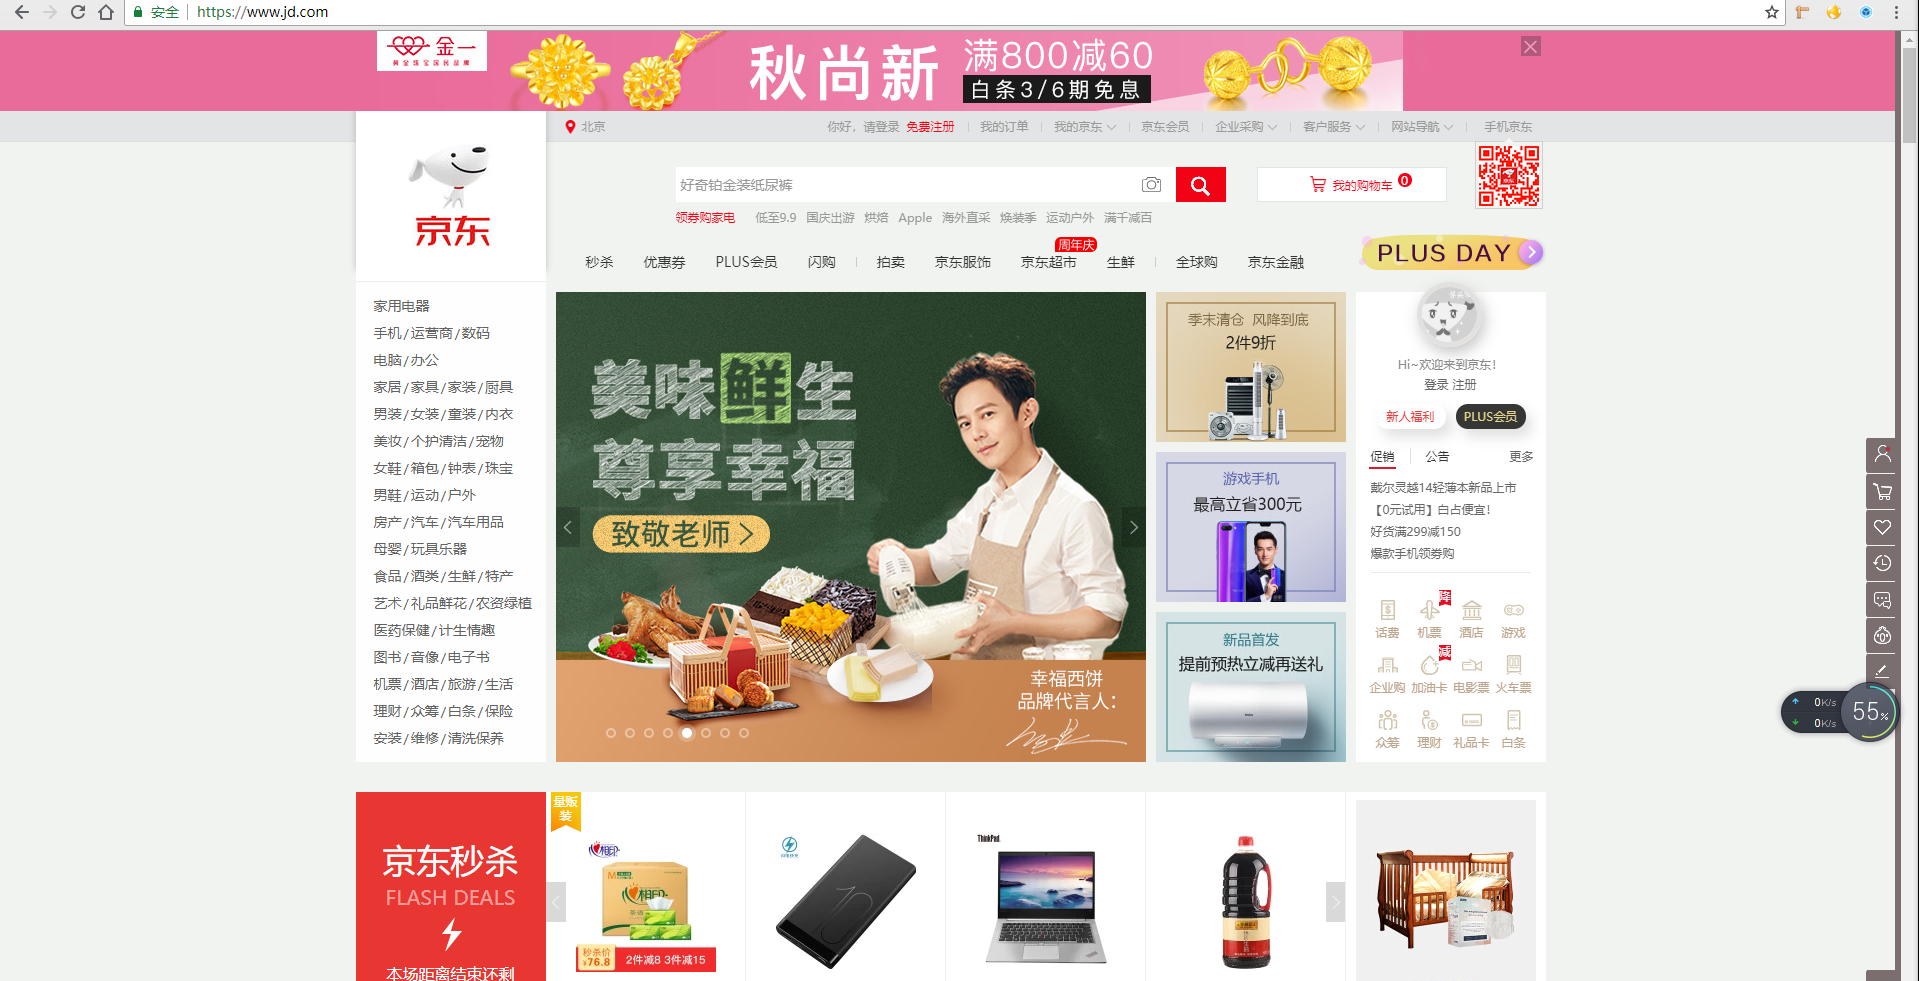 安全 https://www.jd.com
金一
黄金珠宝国民品牌
秋尚新
满800减60
白条3/6期免息
北京
你好，请登录 免费注册 我的订单 我的京东 京东会员 企业采购 客户服务 网站导航 手机京东
京东
好奇铂金装纸尿裤
我的购物车 0
领券购家电 低至9.9 国庆出游 烘焙 Apple 海外直采 焕装季 运动户外 满千减百
周年庆
秒杀 优惠券 PLUS会员 闪购 拍卖 京东服饰 京东超市 生鲜 全球购 京东金融
PLUS DAY
家用电器
手机/运营商/数码
电脑/办公
家居/家具/家装/厨具
男装/女装/童装/内衣
美妆/个护清洁/宠物
女鞋/箱包/钟表/珠宝
男鞋/运动/户外
房产/汽车/汽车用品
母婴/玩具乐器
食品/酒类/生鲜/特产
艺术/礼品鲜花/农资绿植
医药保健/计生情趣
图书/音像/电子书
机票/酒店/旅游/生活
理财/众筹/白条/保险
安装/维修/清洗保养
美味鲜生
尊享幸福
致敬老师
幸福西饼
品牌代言人：
季末清仓 风降到底
2件9折
游戏手机
最高立省300元
新品首发
提前预热立减再送礼
Hi~欢迎来到京东！
登录 注册
新人福利 PLUS会员
促销 公告 更多
戴尔灵越14轻薄本新品上市
【0元试用】白占便宜！
好货满299减150
爆款手机领券购
降
话费 机票 酒店 游戏
减
企业购 加油卡 电影票 火车票
众筹 理财 礼品卡 白条
0K/s
0K/s
55%
京东秒杀
FLASH DEALS
本场距离结束还剩
量贩装
心相印
秒杀价
¥76.8
2件减8 3件减15
10
ThinkPad